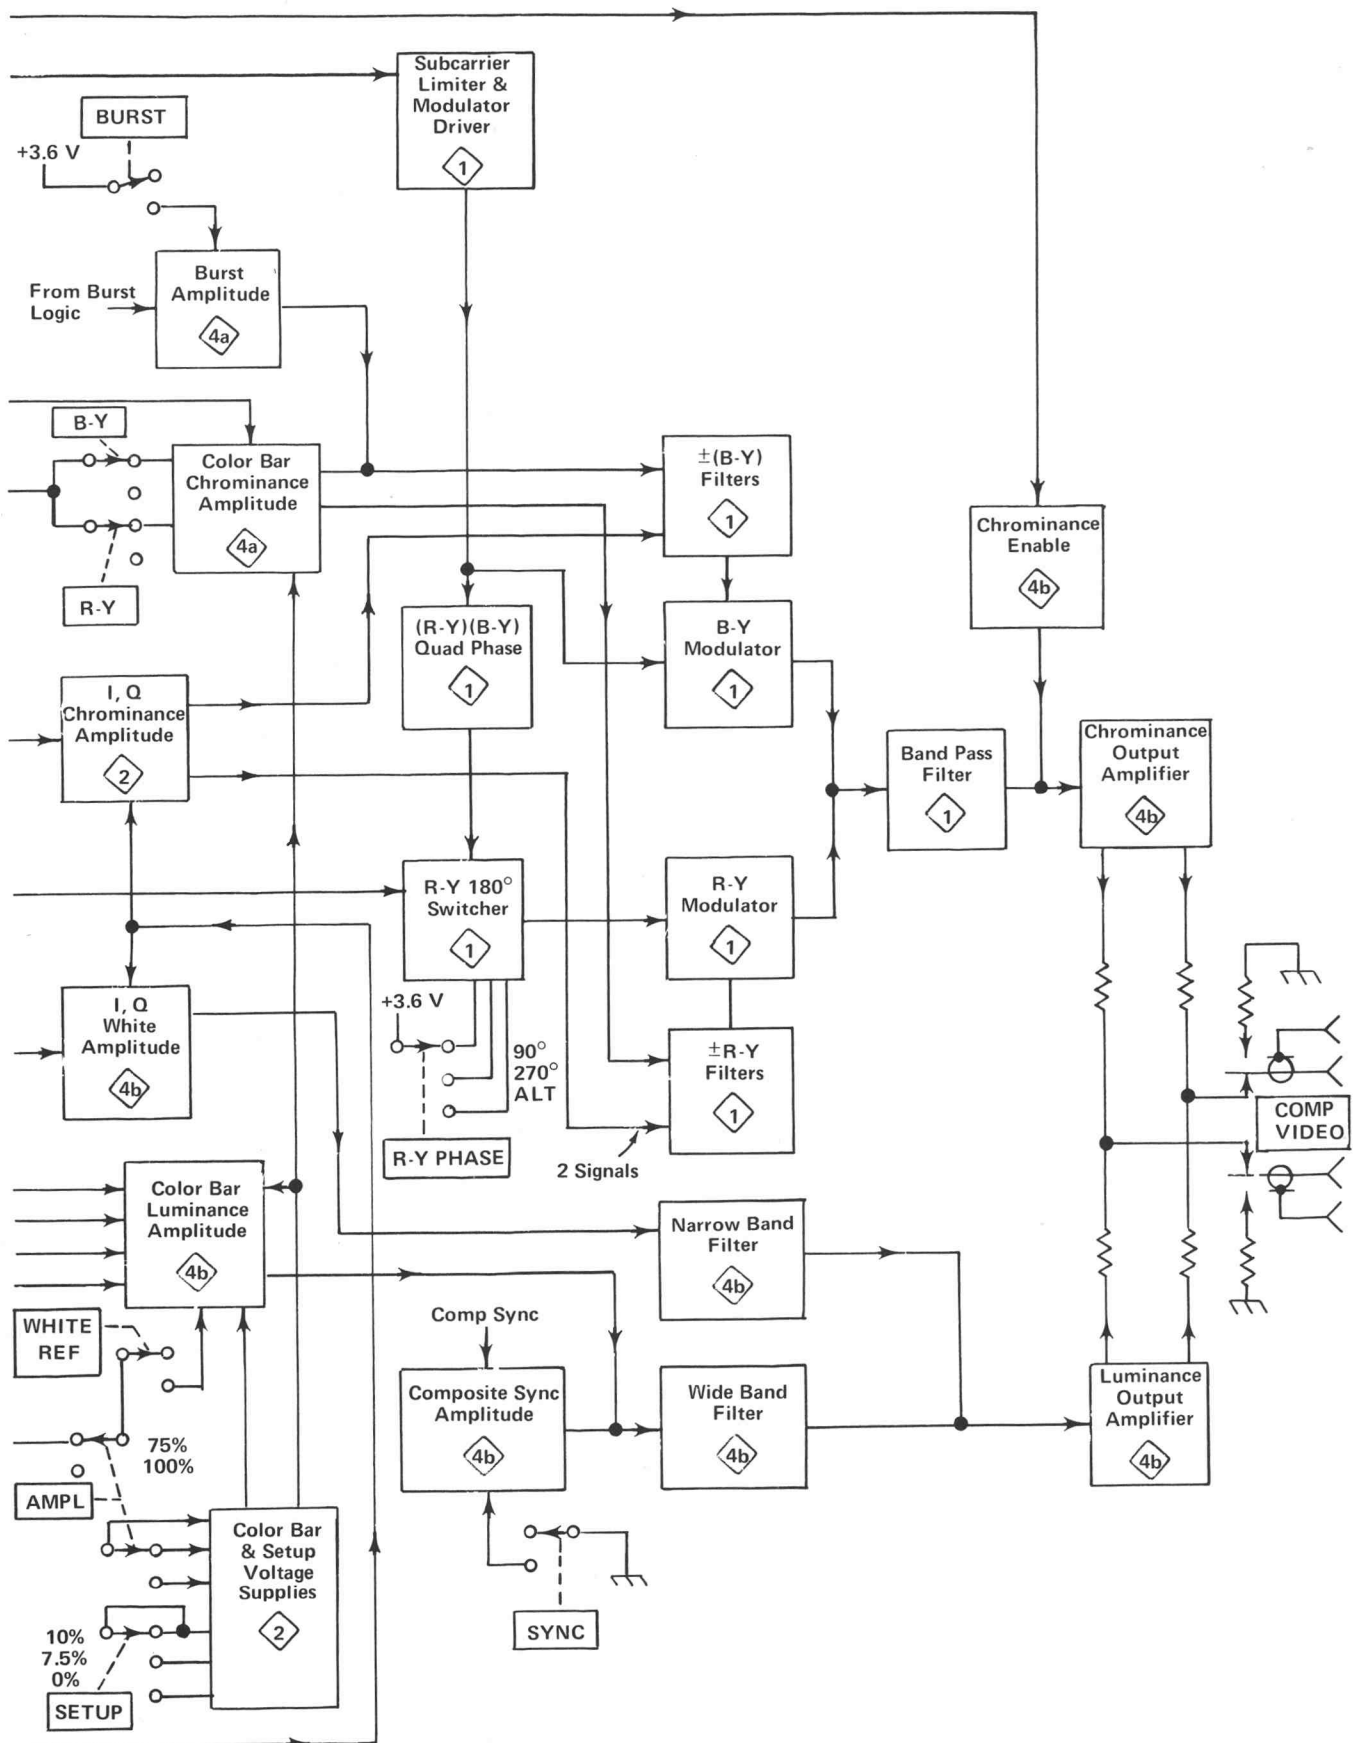 Subcarrier
Limiter &
Modulator
Driver
1
BURST
+3.6 V
Burst
Amplitude
4a
From Burst
Logic
B-Y
Color Bar
Chrominance
Amplitude
4a
R-Y
±(B-Y)
Filters
1
Chrominance
Enable
4b
(R-Y)(B-Y)
Quad Phase
1
B-Y
Modulator
1
I, Q
Chrominance
Amplitude
2
Band Pass
Filter
1
Chrominance
Output
Amplifier
4b
R-Y 180°
Switcher
1
R-Y
Modulator
1
I, Q
White
Amplitude
4b
+3.6 V
90°
270°
ALT
R-Y PHASE
±R-Y
Filters
1
2 Signals
COMP
VIDEO
Color Bar
Luminance
Amplitude
4b
Narrow Band
Filter
4b
WHITE
REF
Comp Sync
Composite Sync
Amplitude
4b
Wide Band
Filter
4b
Luminance
Output
Amplifier
4b
75%
100%
AMPL
Color Bar
& Setup
Voltage
Supplies
2
10%
7.5%
0%
SETUP
SYNC